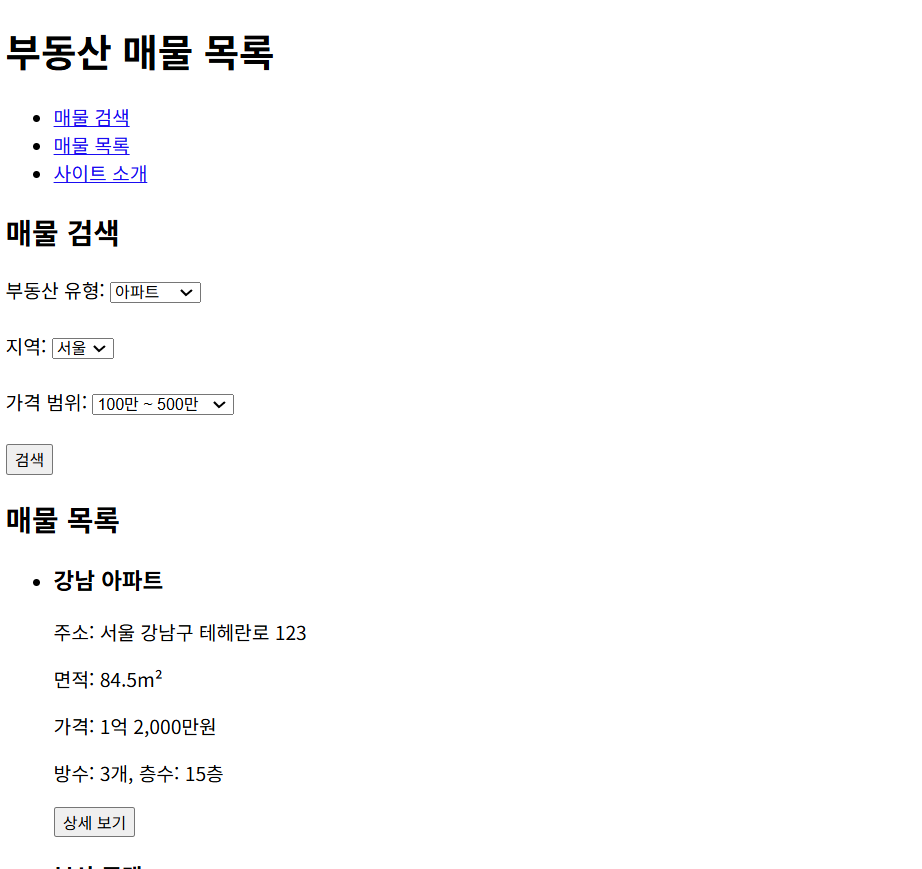 부동산 매물 목록
매물 검색
매물 목록
사이트 소개
매물 검색
부동산 유형: 아파트
지역: 서울
가격 범위: 100만 ~ 500만
검색
매물 목록
강남 아파트
주소: 서울 강남구 테헤란로 123
면적: 84.5m²
가격: 1억 2,000만원
방수: 3개, 층수: 15층
상세 보기